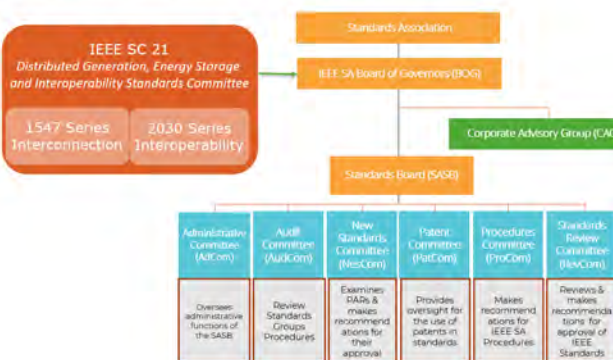 IEEE SC 21
Distributed Generation, Energy Storage
and Interoperability Standards Committee
1547 Series
Interconnection
2030 Series
Interoperability
Standards Association
IEEE SA Board of Governors (BOG)
Corporate Advisory Group (CAG
Standards Board (SASB)
Administrative
Committee
(AdCom)
Audit
Committee
(AudCom)
New
Standards
Committee
(NesCom)
Patent
Committee
(PatCom)
Procedures
Committee
(ProCom)
Standards
Review
Committee
(RevCom)
Oversees
administrative
functions of
the SASB
Review
Standards
Groups
Procedures
Examines
PARs &
makes
recommend
ations for
their
approval
Provides
oversight for
the use of
patents in
standards
Makes
recommend
ations for
IEEE SA
Procedures
Reviews &
makes
recommenda
tions for
approval of
IEEE
Standards